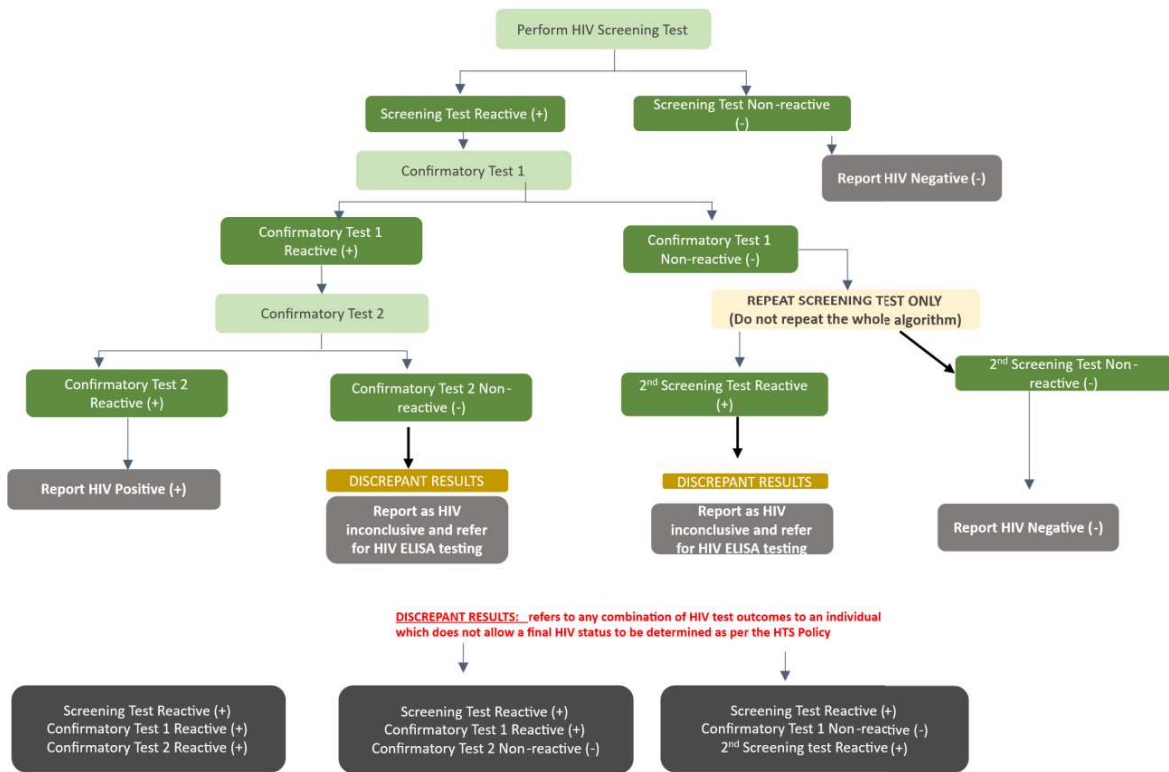 Perform HIV Screening Test
Screening Test Reactive (+)
Screening Test Non-reactive
(-)
Confirmatory Test 1
Report HIV Negative (-)
Confirmatory Test 1
Reactive (+)
Confirmatory Test 1
Non-reactive (-)
Confirmatory Test 2
REPEAT SCREENING TEST ONLY
(Do not repeat the whole algorithm)
Confirmatory Test 2
Reactive (+)
Confirmatory Test 2 Non-
reactive (-)
2nd Screening Test Reactive
(+)
2nd Screening Test Non-
reactive (-)
Report HIV Positive (+)
DISCREPANT RESULTS
Report as HIV
inconclusive and refer
for HIV ELISA testing
DISCREPANT RESULTS
Report as HIV
inconclusive and refer
for HIV ELISA testing
Report HIV Negative (-)
DISCREPANT RESULTS: refers to any combination of HIV test outcomes to an individual
which does not allow a final HIV status to be determined as per the HTS Policy
Screening Test Reactive (+)
Confirmatory Test 1 Reactive (+)
Confirmatory Test 2 Reactive (+)
Screening Test Reactive (+)
Confirmatory Test 1 Reactive (+)
Confirmatory Test 2 Non-reactive (-)
Screening Test Reactive (+)
Confirmatory Test 1 Non-reactive (-)
2nd Screening test Reactive (+)